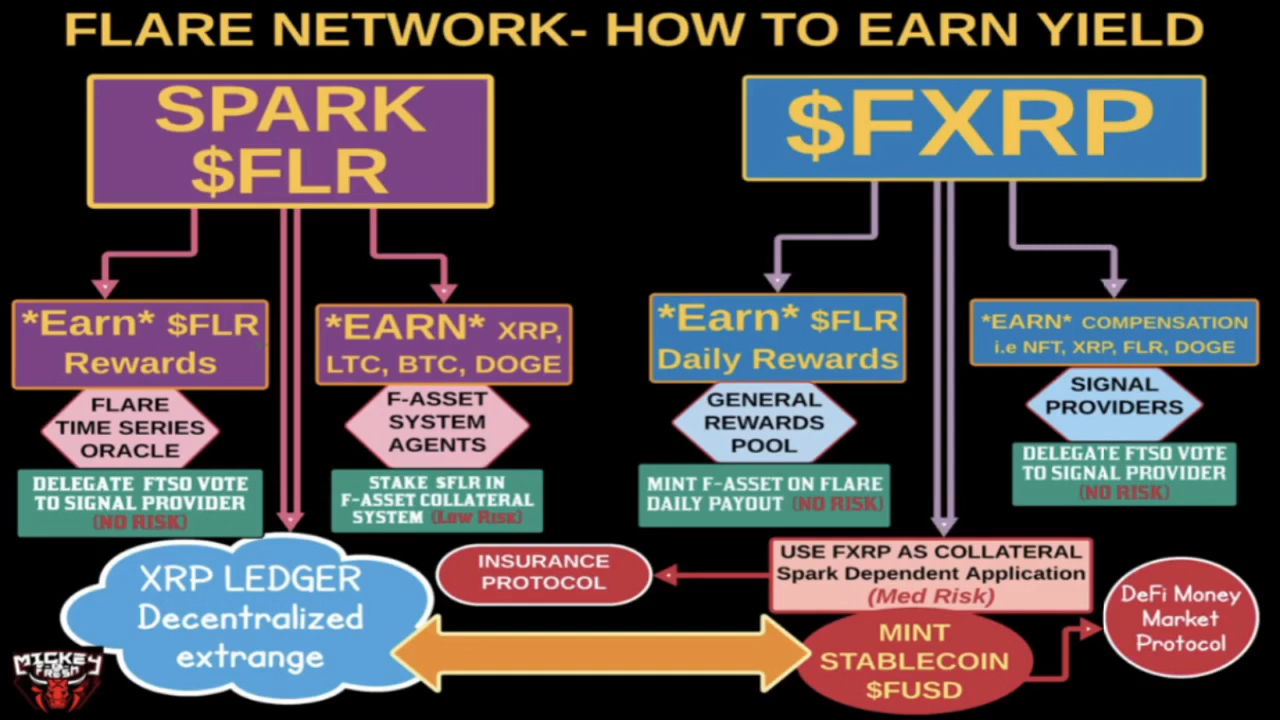 FLARE NETWORK- HOW TO EARN YIELD
SPARK
$FLR
$FXRP
*Earn* $FLR
Rewards
*EARN* XRP,
LTC, BTC, DOGE
*Earn* $FLR
Daily Rewards
*EARN* COMPENSATION
i.e NFT, XRP, FLR, DOGE
FLARE
TIME SERIES
ORACLE
F-ASSET
SYSTEM
AGENTS
GENERAL
REWARDS
POOL
SIGNAL
PROVIDERS
DELEGATE FTSO VOTE
TO SIGNAL PROVIDER
(NO RISK)
STAKE $FLR IN
F-ASSET COLLATERAL
SYSTEM (Low Risk)
MINT F-ASSET ON FLARE
DAILY PAYOUT (NO RISK)
DELEGATE FTSO VOTE
TO SIGNAL PROVIDER
(NO RISK)
XRP LEDGER
Decentralized
extrange
INSURANCE
PROTOCOL
USE FXRP AS COLLATERAL
Spark Dependent Application
(Med Risk)
MINT
STABLECOIN
$FUSD
DeFi Money
Market
Protocol
MICKEY
FRESH